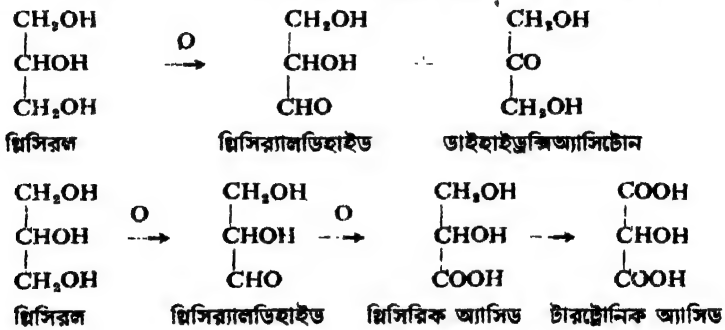 CH₂OH CH₂OH CH₂OH
CHOH O → CHOH CO
CH₂OH CHO CH₂OH
গ্লিসিরল গ্লিসির‍্যালডিহাইড ডাইহাইড্রক্সিঅ্যাসিটোন
CH₂OH CH₂OH CH₂OH COOH
CHOH O → CHOH O → CHOH → CHOH
CH₂OH CHO COOH COOH
গ্লিসিরল গ্লিসির‍্যালডিহাইড গ্লিসিরিক অ্যাসিড টারট্রোনিক অ্যাসিড